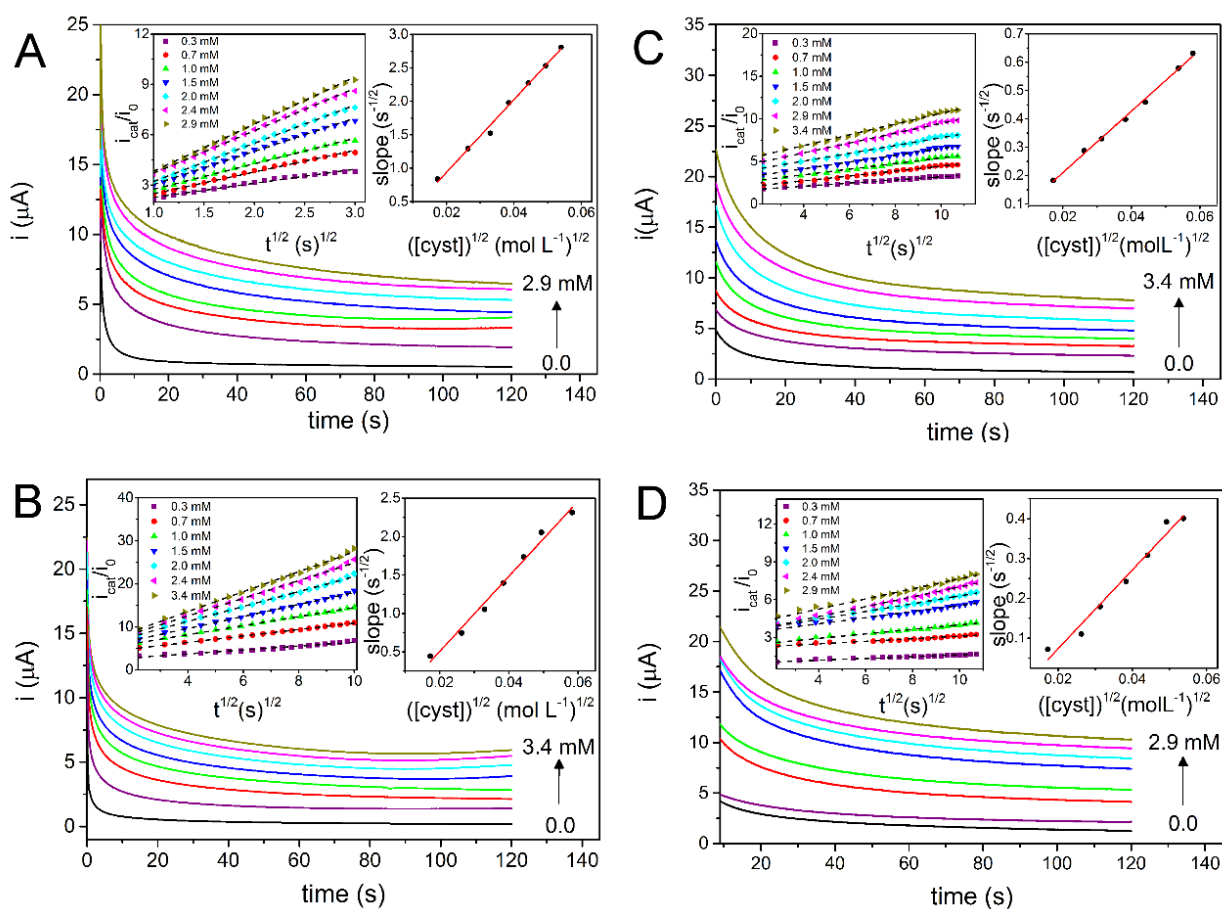 A
25
20
15
10
5
0
i (µA)
0 20 40 60 80 100 120 140
time (s)
12
9
6
3
i_cat/i_0
0.3 mM
0.7 mM
1.0 mM
1.5 mM
2.0 mM
2.4 mM
2.9 mM
1.0 1.5 2.0 2.5 3.0
t^1/2 (s)^1/2
3.0
2.5
2.0
1.5
1.0
0.5
slope (s^-1/2)
0.02 0.04 0.06
([cyst])^1/2 (mol L^-1)^1/2
2.9 mM
0.0
C
35
30
25
20
15
10
5
0
i(µA)
0 20 40 60 80 100 120 140
time (s)
20
15
10
5
0
i_cat/i_0
0.3 mM
0.7 mM
1.0 mM
1.5 mM
2.0 mM
2.9 mM
3.4 mM
4 6 8 10 12
t^1/2(s)^1/2
0.7
0.6
0.5
0.4
0.3
0.2
0.1
slope (s^-1/2)
0.02 0.04 0.06
([cyst])^1/2(molL^-1)^1/2
3.4 mM
0.0
B
25
20
15
10
5
0
i (µA)
0 20 40 60 80 100 120 140
time (s)
40
30
20
10
0
i_cat/i_0
0.3 mM
0.7 mM
1.0 mM
1.5 mM
2.0 mM
2.4 mM
3.4 mM
4 6 8 10
t^1/2(s)^1/2
2.5
2.0
1.5
1.0
0.5
slope (s^-1/2)
0.02 0.04 0.06
([cyst])^1/2 (mol L^-1)^1/2
3.4 mM
0.0
D
35
30
25
20
15
10
5
0
i (µA)
20 40 60 80 100 120 140
time (s)
12
9
6
3
0
i_cat/i_0
0.3 mM
0.7 mM
1.0 mM
1.5 mM
2.4 mM
2.0 mM
2.9 mM
4 6 8 10
t^1/2(s)^1/2
0.4
0.3
0.2
0.1
slope (s^-1/2)
0.02 0.04 0.06
([cyst])^1/2(molL^-1)^1/2
2.9 mM
0.0